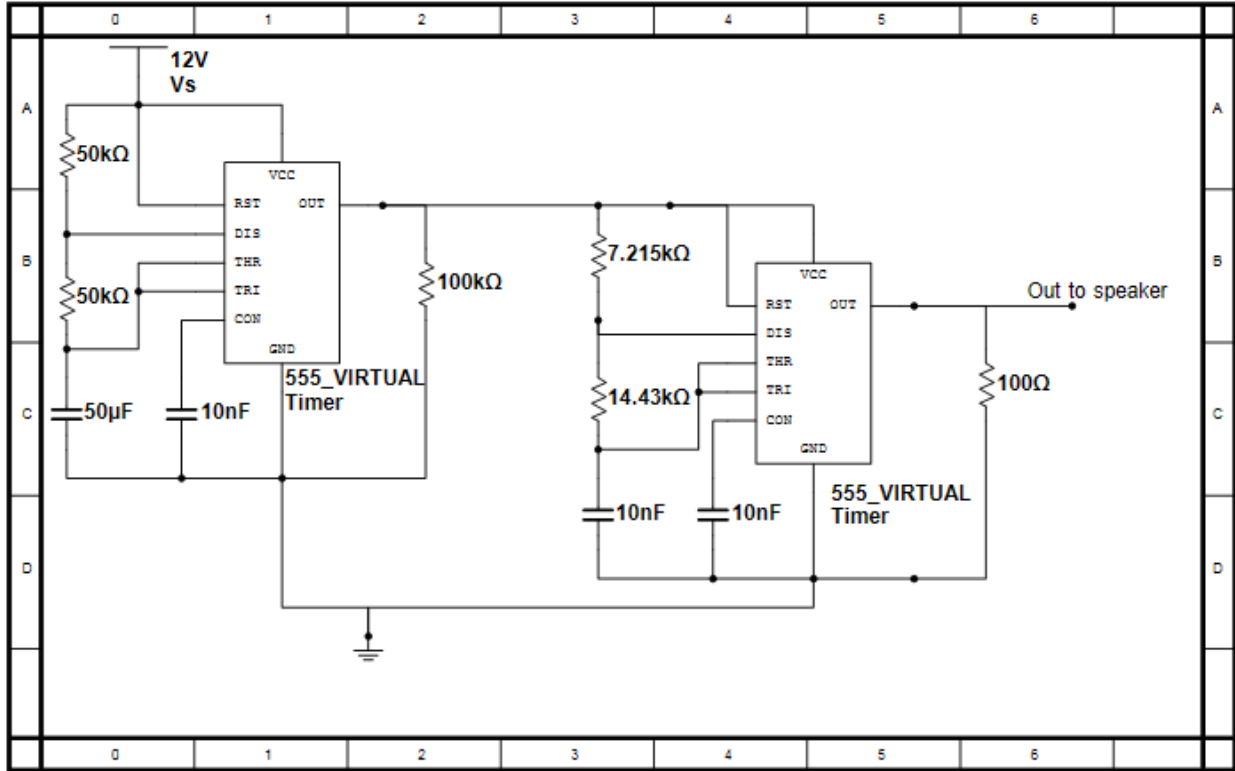 0 1 2 3 4 5 6
12V
Vs
A A
50kΩ
VCC
RST OUT
DIS
B B
7.215kΩ
THR
VCC
50kΩ
TRI
100kΩ
Out to speaker
CON
RST OUT
DIS
GND
THR
555_VIRTUAL
Timer
100Ω
14.43kΩ
TRI
C C
50µF
10nF
CON
GND
555_VIRTUAL
Timer
10nF
10nF
D D
0 1 2 3 4 5 6